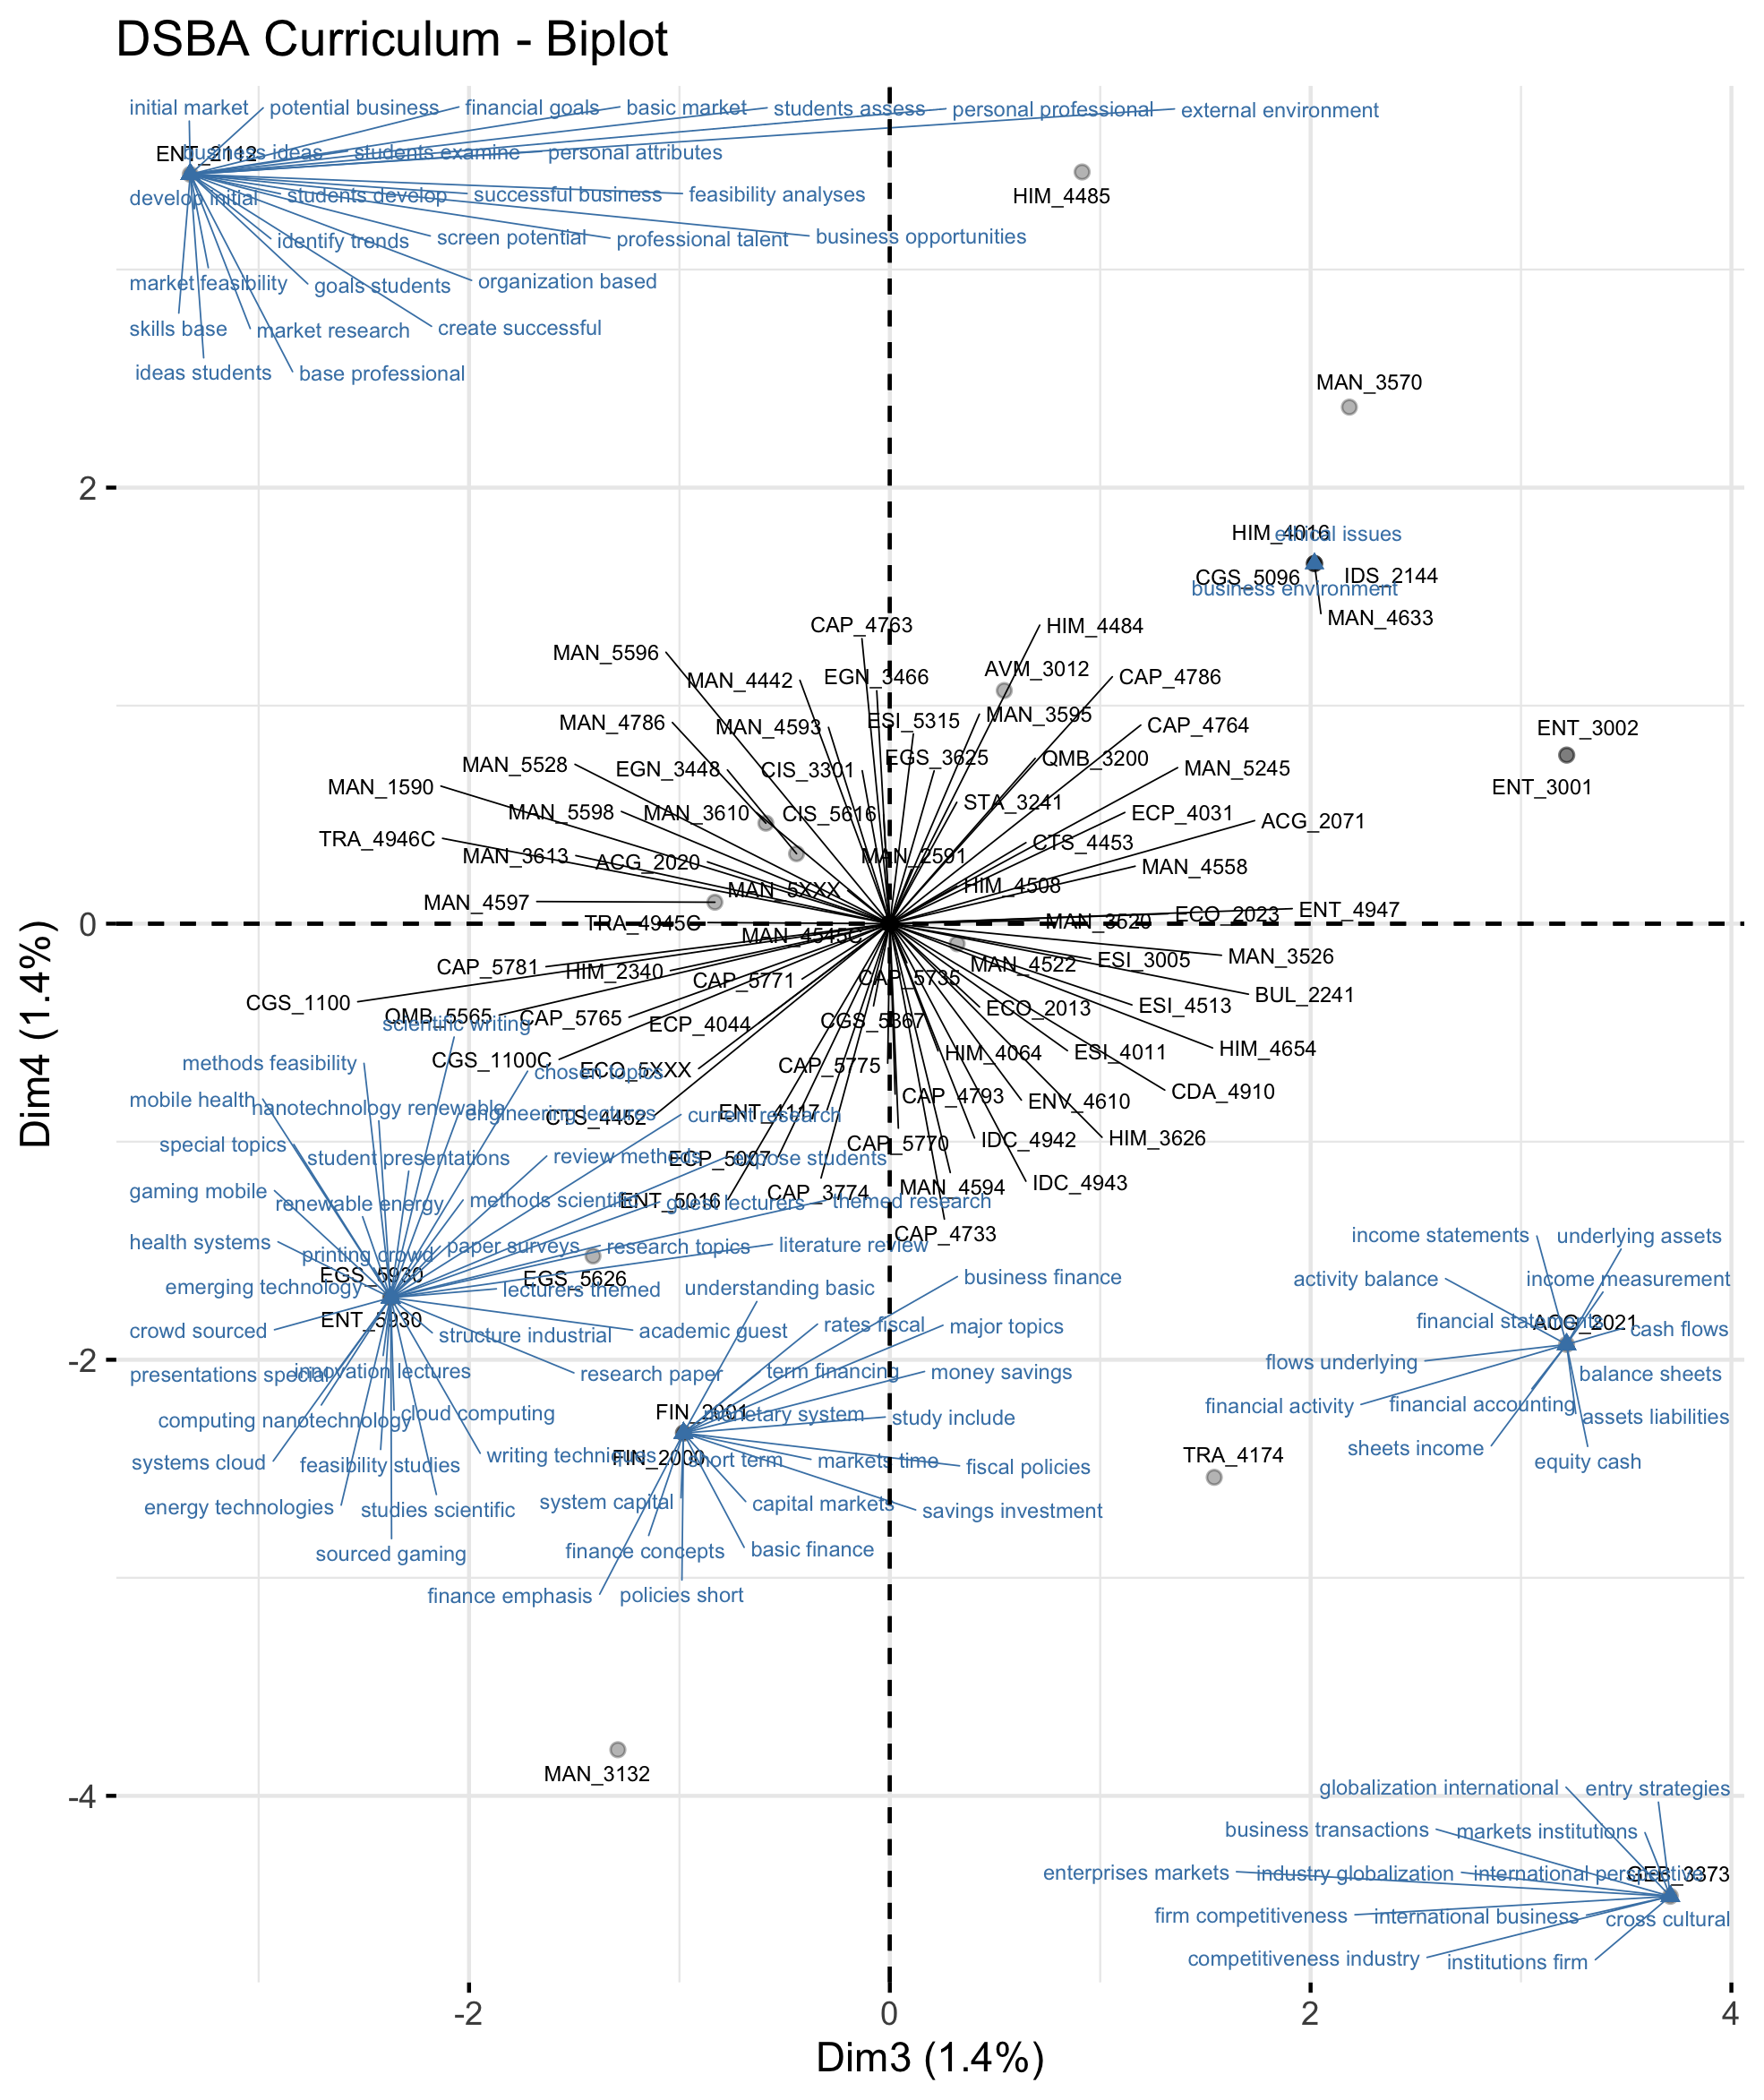 DSBA Curriculum - Biplot
initial market
potential business
financial goals
basic market
students assess
personal professional
external environment
ENT_2112
business ideas
students examine
personal attributes
develop initial
students develop
successful business
feasibility analyses
HIM_4485
identify trends
screen potential
professional talent
business opportunities
market feasibility
goals students
organization based
skills base
market research
create successful
ideas students
base professional
MAN_3570
2
HIM_4016
ethical issues
CGS_5096
IDS_2144
business environment
MAN_4633
CAP_4763
HIM_4484
MAN_5596
MAN_4442
EGN_3466
AVM_3012
CAP_4786
MAN_4786
MAN_4593
ESI_5315
MAN_3595
CAP_4764
ENT_3002
MAN_5528
EGN_3448
CIS_3301
EGS_3625
QMB_3200
MAN_5245
MAN_1590
ENT_3001
MAN_5598
MAN_3610
CIS_5616
STA_3241
ECP_4031
ACG_2071
TRA_4946C
MAN_3613
ACG_2020
MAN_2591
CTS_4453
MAN_4558
MAN_4597
MAN_5XXX
HIM_4508
ENT_4947
0
TRA_4945C
MAN_4545C
MAN_3520
ECO_2023
CAP_5781
HIM_2340
CAP_5771
CAP_5735
MAN_4522
ESI_3005
MAN_3526
CGS_1100
QMB_5565
CAP_5765
ECP_4044
CGS_5367
ECO_2013
ESI_4513
BUL_2241
scientific writing
methods feasibility
CGS_1100C
ECO_5XXX
chosen topics
CAP_5775
HIM_4064
ESI_4011
HIM_4654
mobile health
nanotechnology renewable
engineering lectures
CTS_4452
current research
ENT_4117
CAP_4793
ENV_4610
CDA_4910
special topics
student presentations
review methods
ECP_5007
expose students
CAP_5770
IDC_4942
HIM_3626
gaming mobile
renewable energy
methods scientific
ENT_5016
guest lecturers
CAP_3774
MAN_4594
themed research
IDC_4943
health systems
printing crowd
paper surveys
research topics
literature review
CAP_4733
income statements
underlying assets
emerging technology
EGS_5930
EGS_5626
lecturers themed
understanding basic
business finance
activity balance
income measurement
crowd sourced
ENT_5930
structure industrial
academic guest
rates fiscal
major topics
financial statements
ACG_2021
cash flows
-2
presentations special
innovation lectures
research paper
term financing
money savings
flows underlying
balance sheets
computing nanotechnology
cloud computing
FIN_2001
monetary system
study include
financial activity
financial accounting
assets liabilities
systems cloud
feasibility studies
writing techniques
FIN_2000
short term
markets time
fiscal policies
TRA_4174
sheets income
equity cash
energy technologies
studies scientific
system capital
capital markets
savings investment
sourced gaming
finance concepts
basic finance
finance emphasis
policies short
MAN_3132
-4
globalization international
entry strategies
business transactions
markets institutions
enterprises markets
industry globalization
international perspective
GEB_3373
firm competitiveness
international business
cross cultural
competitiveness industry
institutions firm
-2
0
2
4
Dim3 (1.4%)
Dim4 (1.4%)